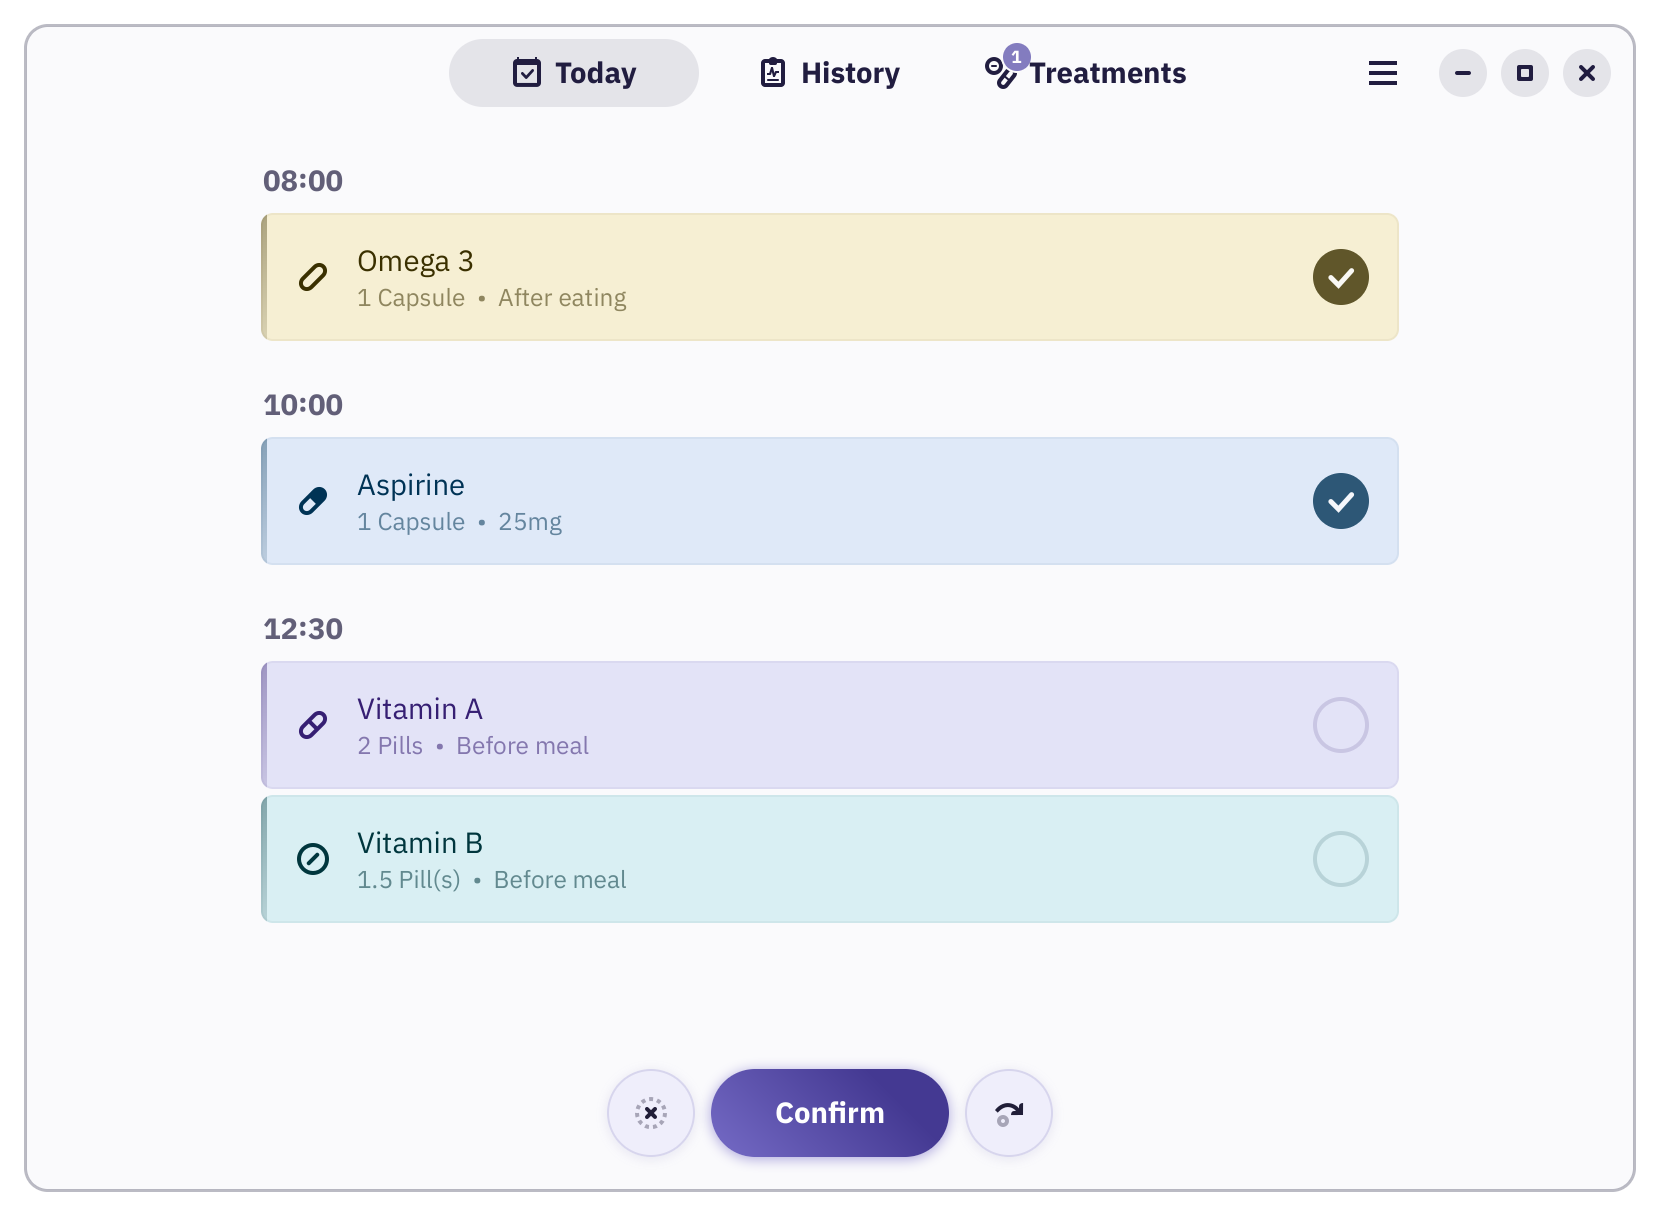 Today
History
1
Treatments
08:00
Omega 3
1 Capsule • After eating
10:00
Aspirine
1 Capsule • 25mg
12:30
Vitamin A
2 Pills • Before meal
Vitamin B
1.5 Pill(s) • Before meal
Confirm